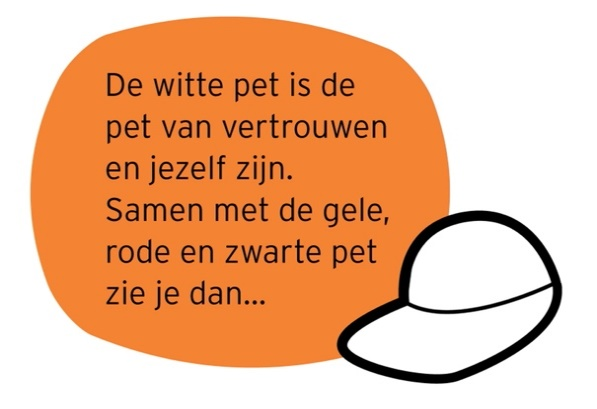 De witte pet is de
pet van vertrouwen
en jezelf zijn.
Samen met de gele,
rode en zwarte pet
zie je dan...